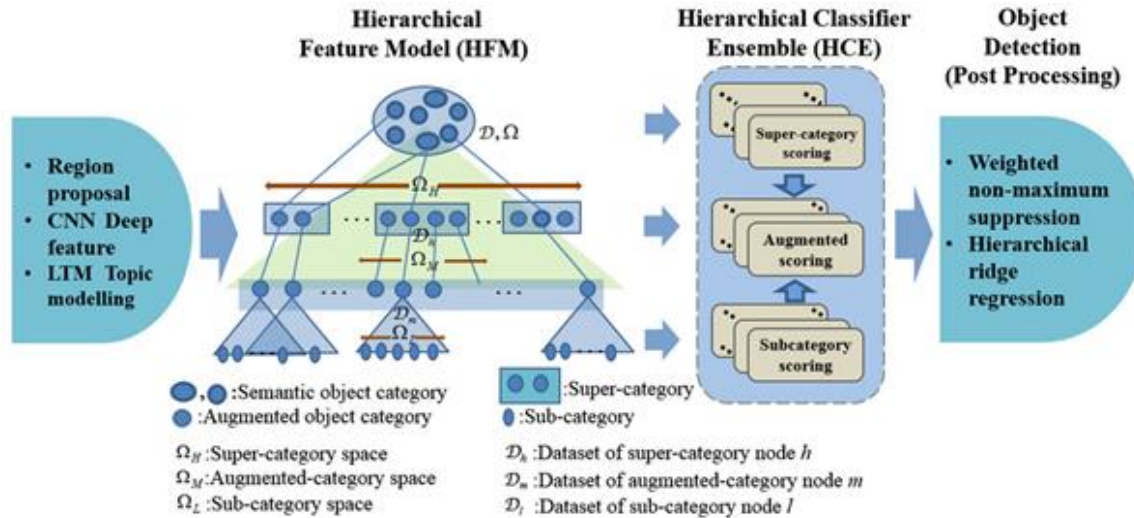 Hierarchical
Feature Model (HFM)
Hierarchical Classifier
Ensemble (HCE)
Object
Detection
(Post Processing)
• Region
proposal
• CNN Deep
feature
• LTM Topic
modelling
𝒟, Ω
Ω_H
𝒟_h
Ω_M
𝒟_m
Super-category
scoring
Augmented
scoring
Subcategory
scoring
• Weighted
non-maximum
suppression
• Hierarchical
ridge
regression
, :Semantic object category
:Augmented object category
Ω_H :Super-category space
Ω_M :Augmented-category space
Ω_L :Sub-category space
:Super-category
:Sub-category
𝒟_h :Dataset of super-category node h
𝒟_m :Dataset of augmented-category node m
𝒟_l :Dataset of sub-category node l